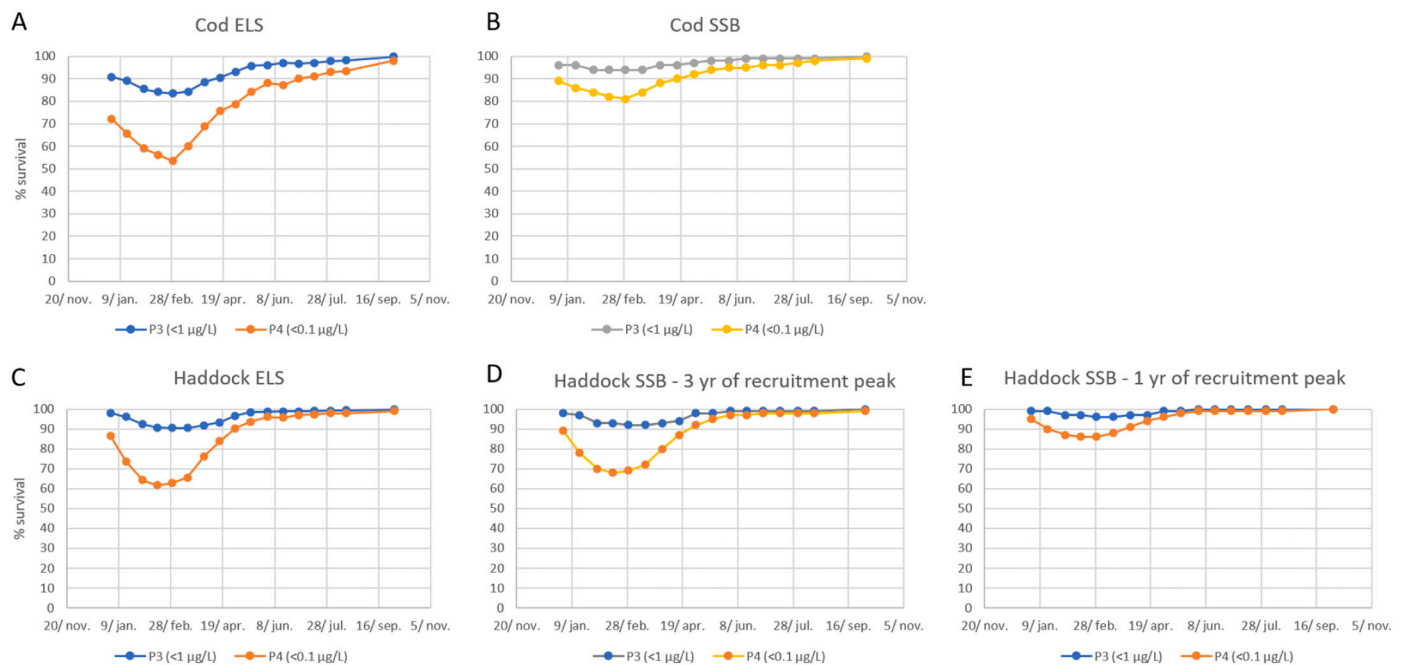 A
Cod ELS
% survival
100
90
80
70
60
50
40
30
20
10
0
20/ nov. 9/ jan. 28/ feb. 19/ apr. 8/ jun. 28/ jul. 16/ sep. 5/ nov.
P3 (<1 µg/L) P4 (<0.1 µg/L)
B
Cod SSB
100
90
80
70
60
50
40
30
20
10
0
20/ nov. 9/ jan. 28/ feb. 19/ apr. 8/ jun. 28/ jul. 16/ sep. 5/ nov.
P3 (<1 µg/L) P4 (<0.1 µg/L)
C
Haddock ELS
% survival
100
90
80
70
60
50
40
30
20
10
0
20/ nov. 9/ jan. 28/ feb. 19/ apr. 8/ jun. 28/ jul. 16/ sep. 5/ nov.
P3 (<1 µg/L) P4 (<0.1 µg/L)
D
Haddock SSB - 3 yr of recruitment peak
100
90
80
70
60
50
40
30
20
10
0
20/ nov. 9/ jan. 28/ feb. 19/ apr. 8/ jun. 28/ jul. 16/ sep. 5/ nov.
P3 (<1 µg/L) P4 (<0.1 µg/L)
E
Haddock SSB - 1 yr of recruitment peak
100
90
80
70
60
50
40
30
20
10
0
20/ nov. 9/ jan. 28/ feb. 19/ apr. 8/ jun. 28/ jul. 16/ sep. 5/ nov.
P3 (<1 µg/L) P4 (<0.1 µg/L)